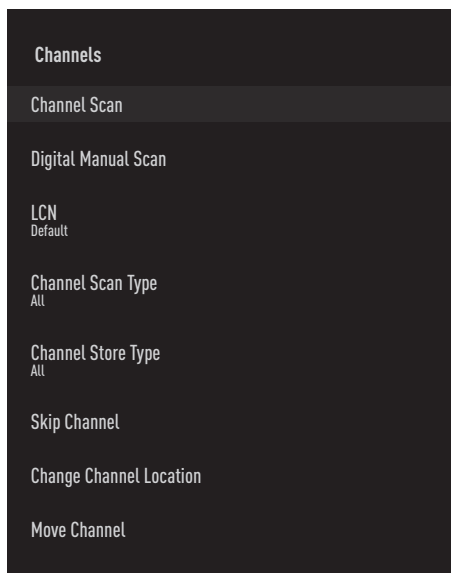 Channels
Channel Scan
Digital Manual Scan
LCN
Default
Channel Scan Type
All
Channel Store Type
All
Skip Channel
Change Channel Location
Move Channel